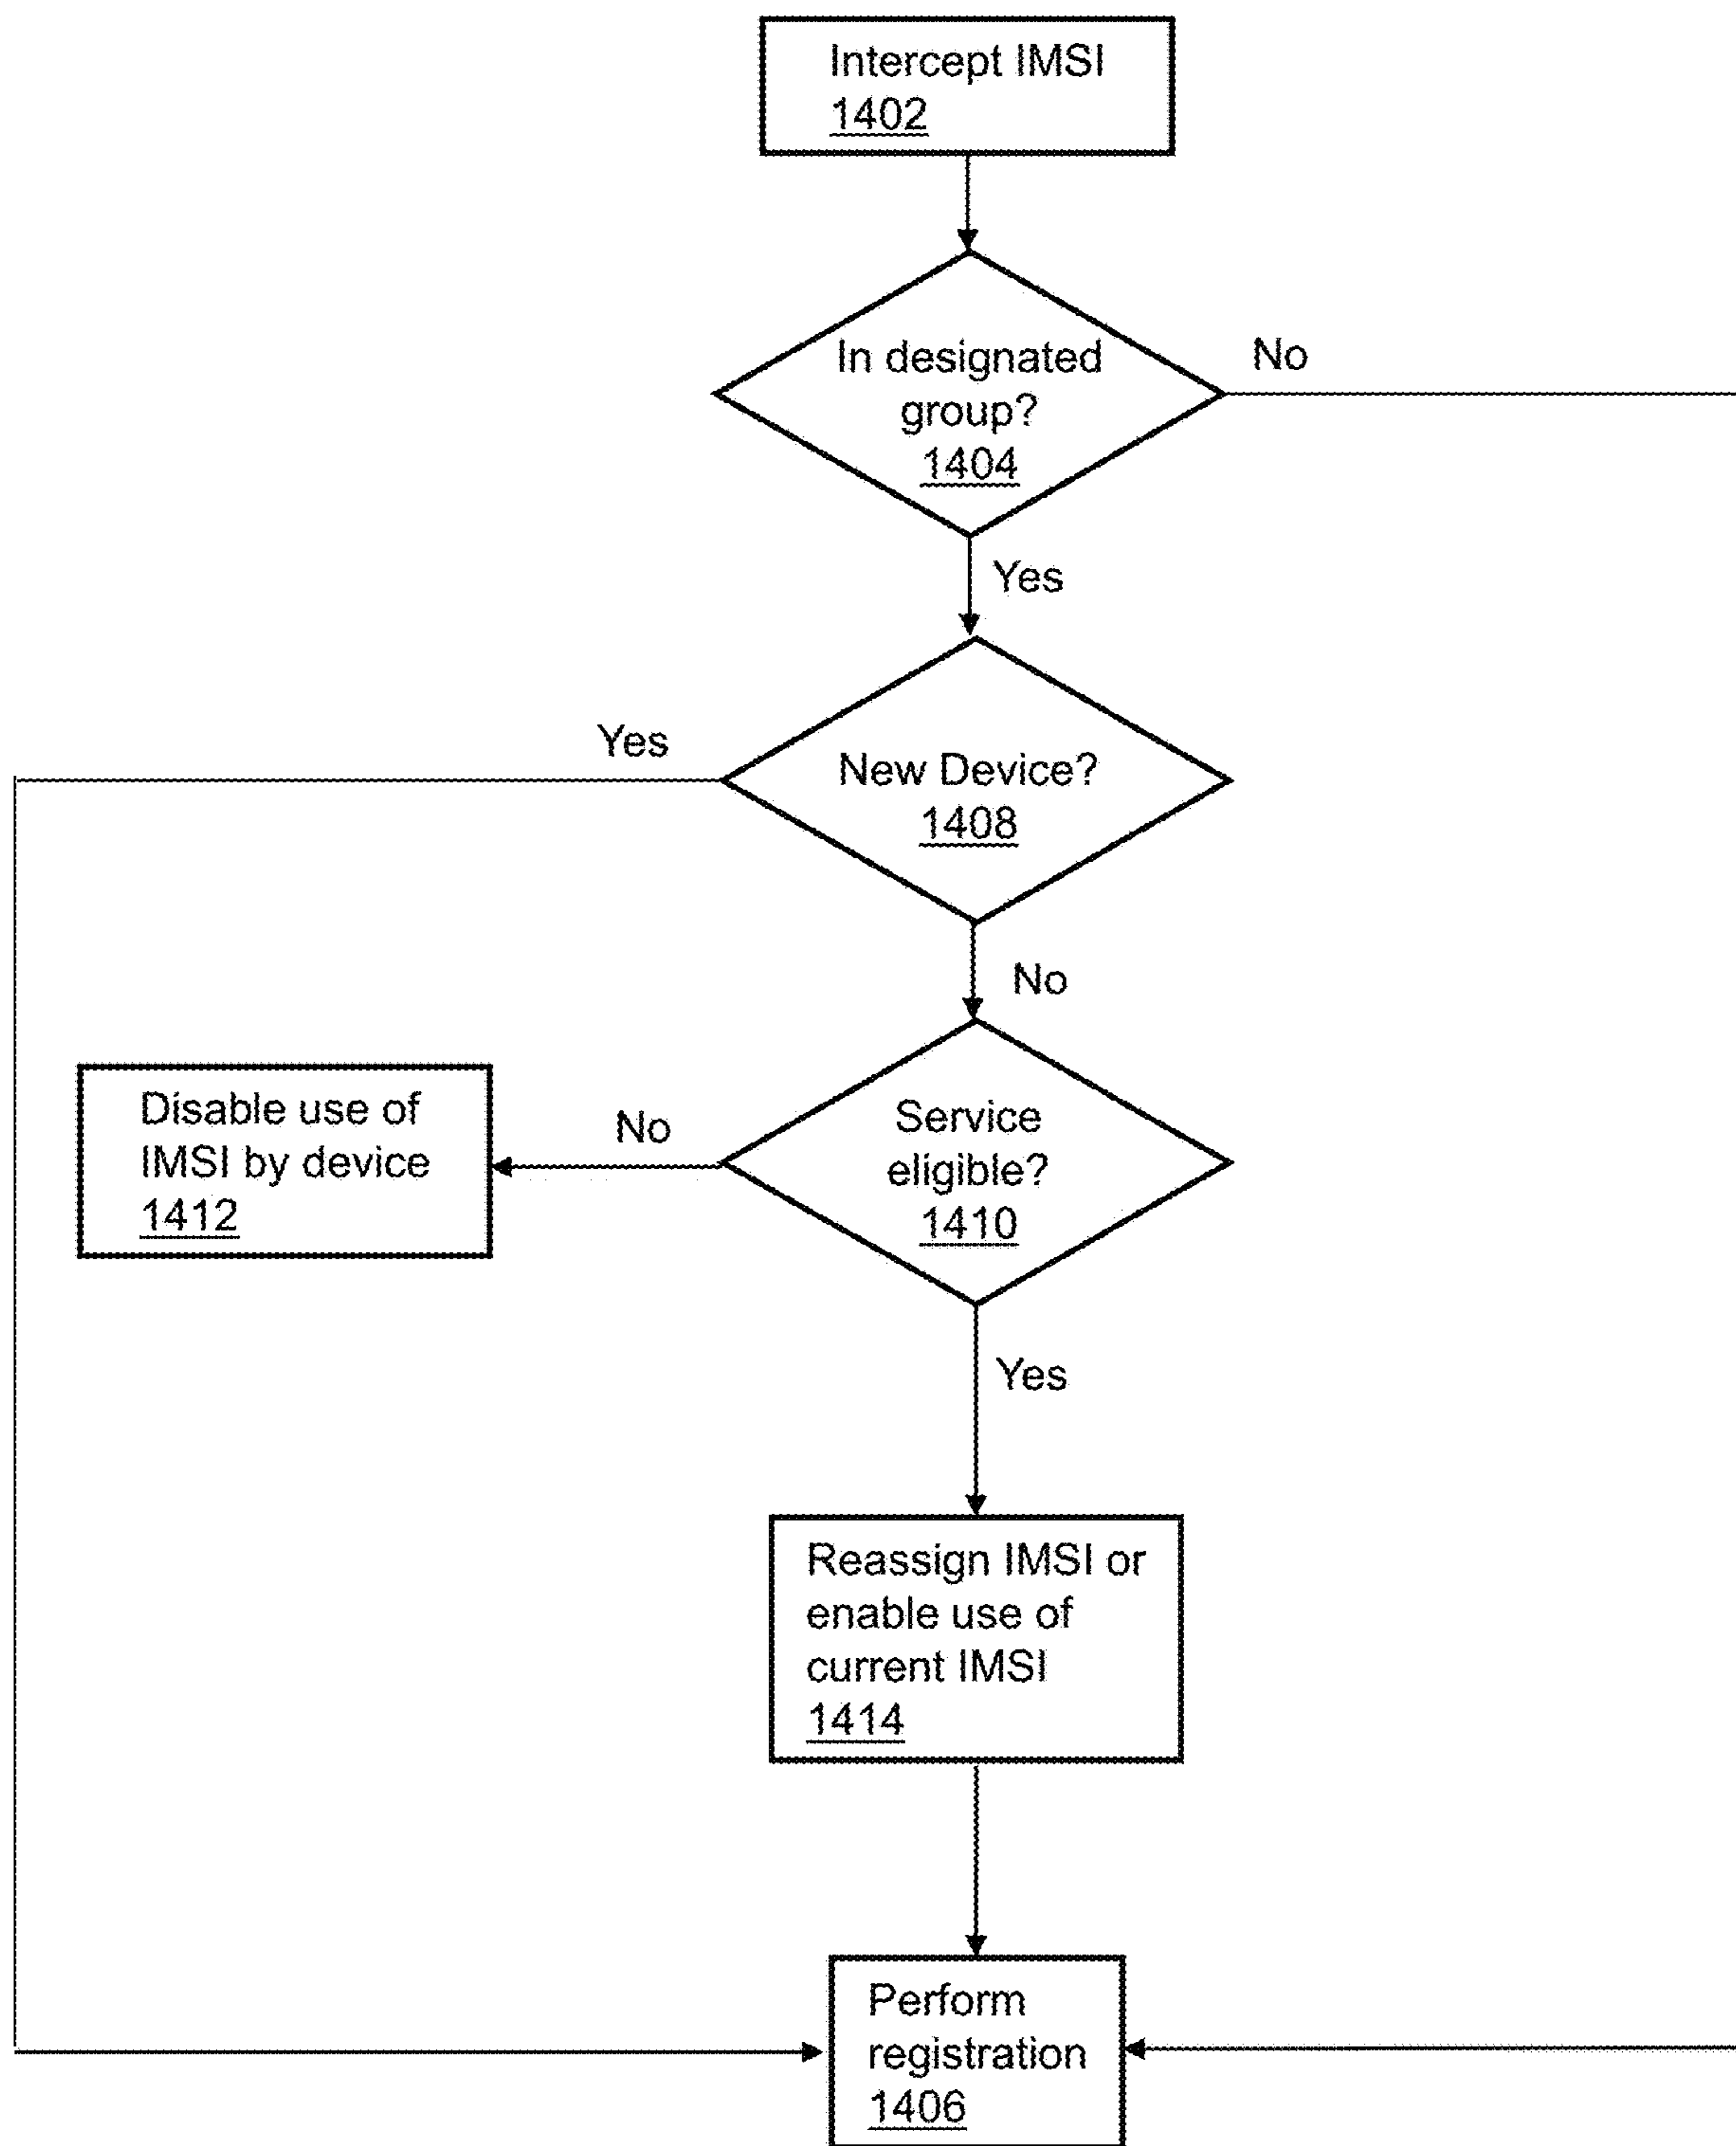 Intercept IMSI
1402
In designated
group?
1404
No
Yes
New Device?
1408
Yes
No
Service
eligible?
1410
No
Disable use of
IMSI by device
1412
Yes
Reassign IMSI or
enable use of
current IMSI
1414
Perform
registration
1406